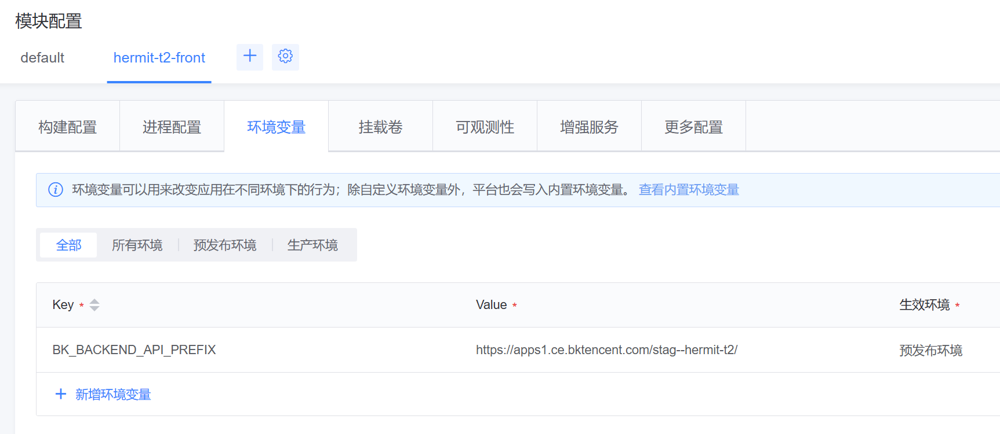 模块配置
default hermit-t2-front
构建配置 进程配置 环境变量 挂载卷 可观测性 增强服务 更多配置
环境变量可以用来改变应用在不同环境下的行为；除自定义环境变量外，平台也会写入内置环境变量。 查看内置环境变量
全部 所有环境 预发布环境 生产环境
Key * Value * 生效环境 *
BK_BACKEND_API_PREFIX https://apps1.ce.bktencent.com/stag--hermit-t2/ 预发布环境
+ 新增环境变量